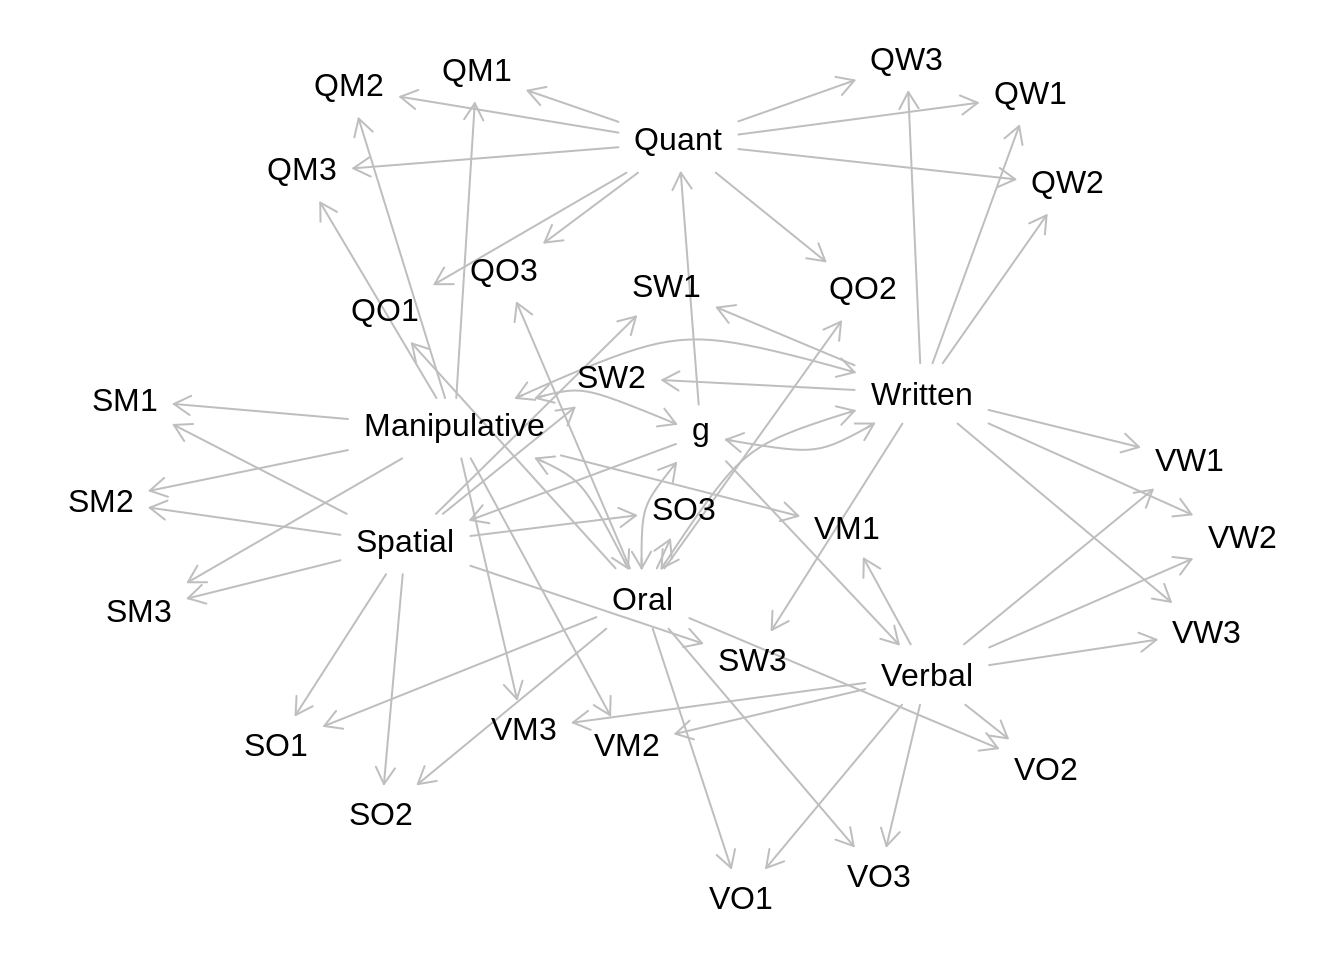 QW3
QM1
QM2
QW1
Quant
QM3
QW2
QO3
SW1
QO2
QO1
SW2
Written
SM1
Manipulative
g
VW1
SM2
SO3
VM1
VW2
Spatial
Oral
SM3
VW3
SW3
Verbal
VM3
VM2
SO1
VO2
SO2
VO3
VO1